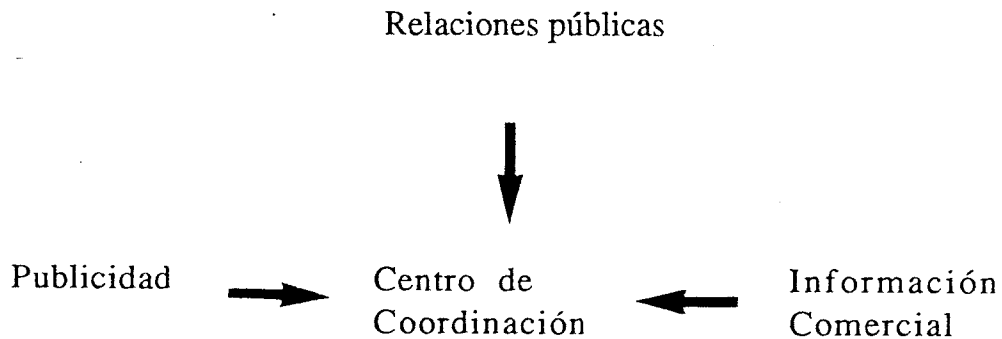 Relaciones públicas
Publicidad
Centro de
Coordinación
Información
Comercial